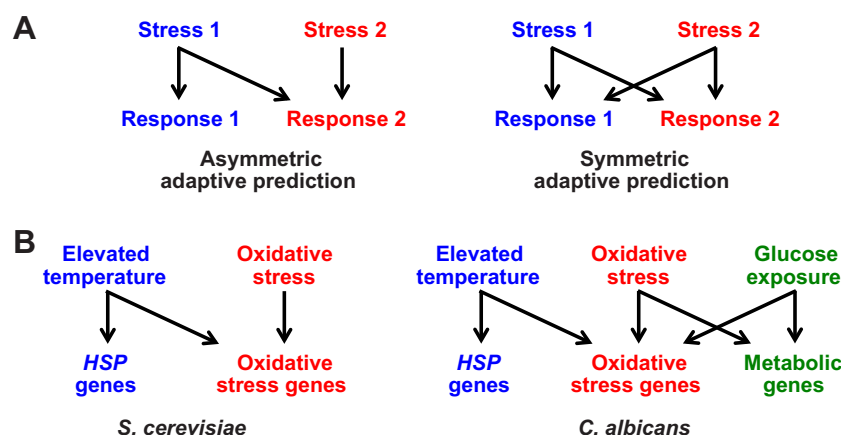 A
Stress 1 Stress 2 Stress 1 Stress 2
Response 1 Response 2 Response 1 Response 2
Asymmetric Symmetric
adaptive prediction adaptive prediction
B
Elevated Oxidative Elevated Oxidative Glucose
temperature stress temperature stress exposure
HSP Oxidative HSP Oxidative Metabolic
genes stress genes genes stress genes genes
S. cerevisiae C. albicans